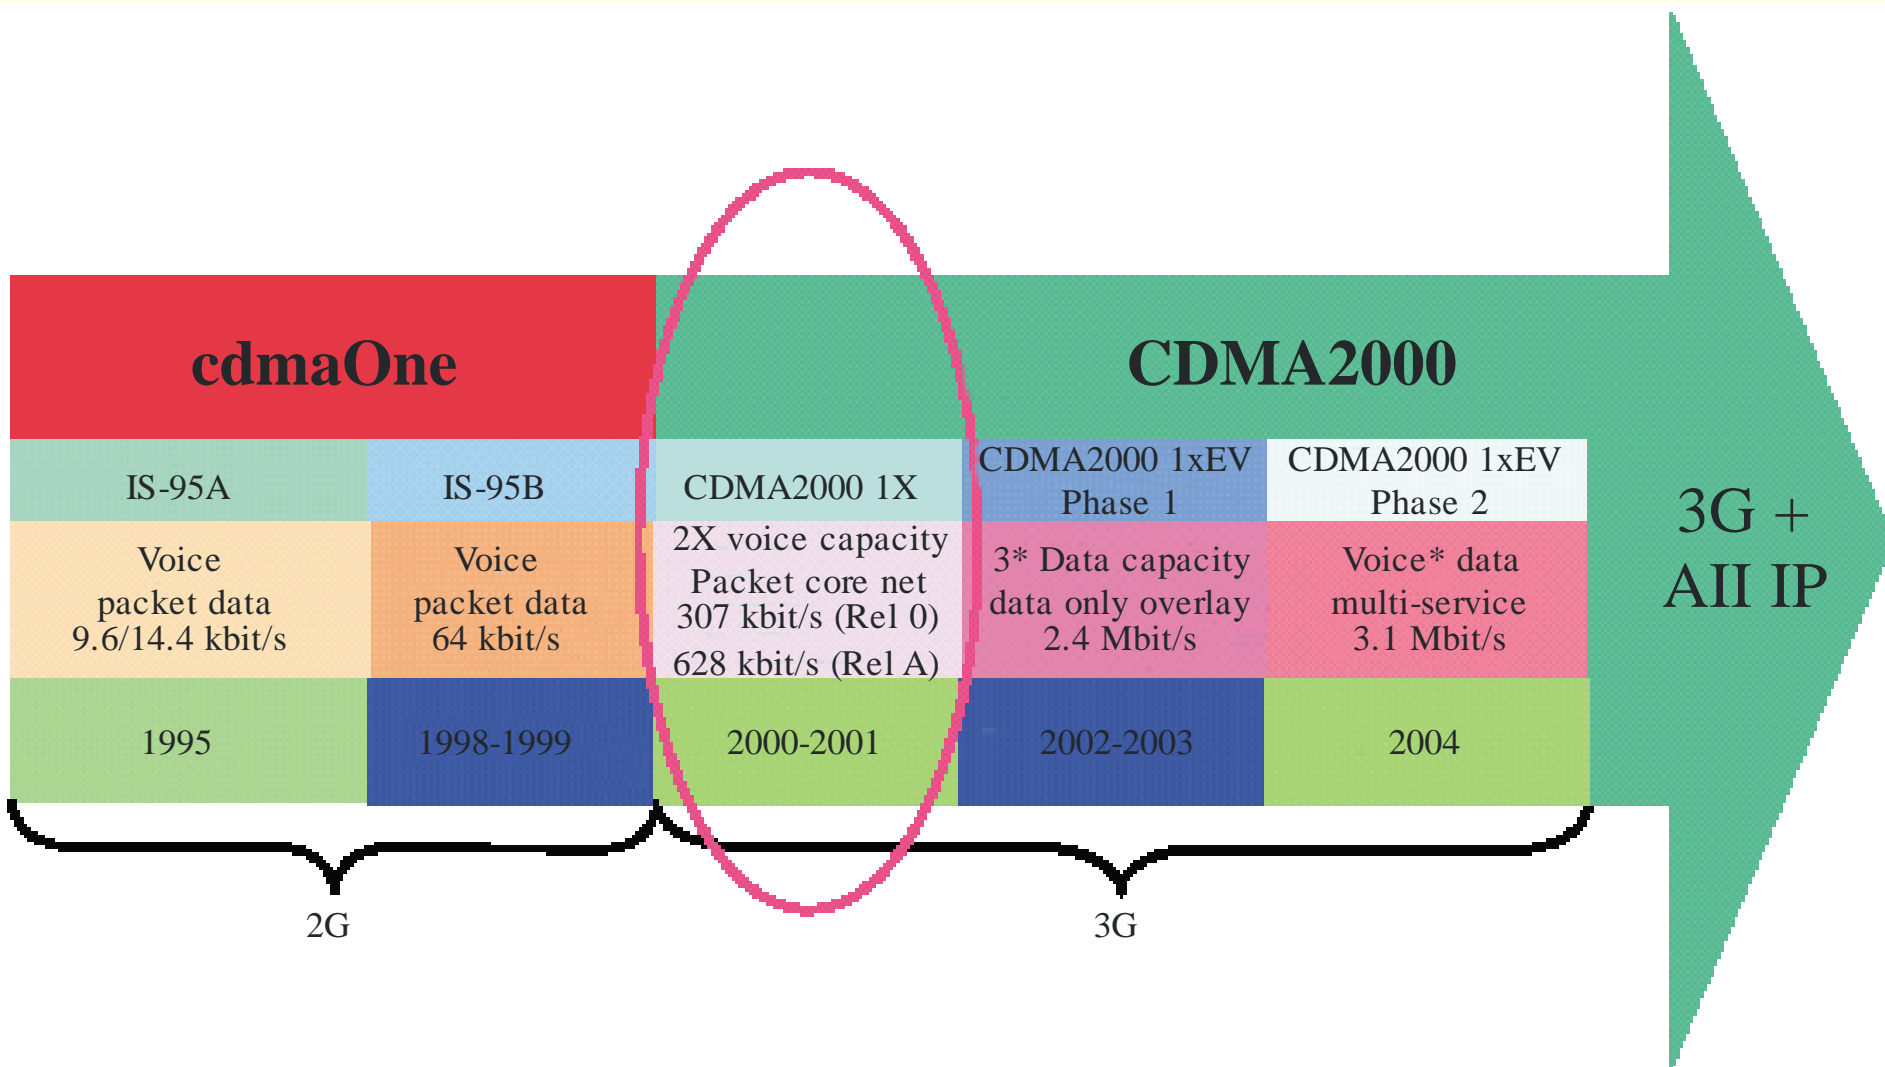 cdmaOne
CDMA2000
IS-95A
IS-95B
CDMA2000 1X
CDMA2000 1xEV
Phase 1
CDMA2000 1xEV
Phase 2
Voice
packet data
9.6/14.4 kbit/s
Voice
packet data
64 kbit/s
2X voice capacity
Packet core net
307 kbit/s (Rel 0)
628 kbit/s (Rel A)
3* Data capacity
data only overlay
2.4 Mbit/s
Voice* data
multi-service
3.1 Mbit/s
3G +
AII IP
1995
1998-1999
2000-2001
2002-2003
2004
2G
3G